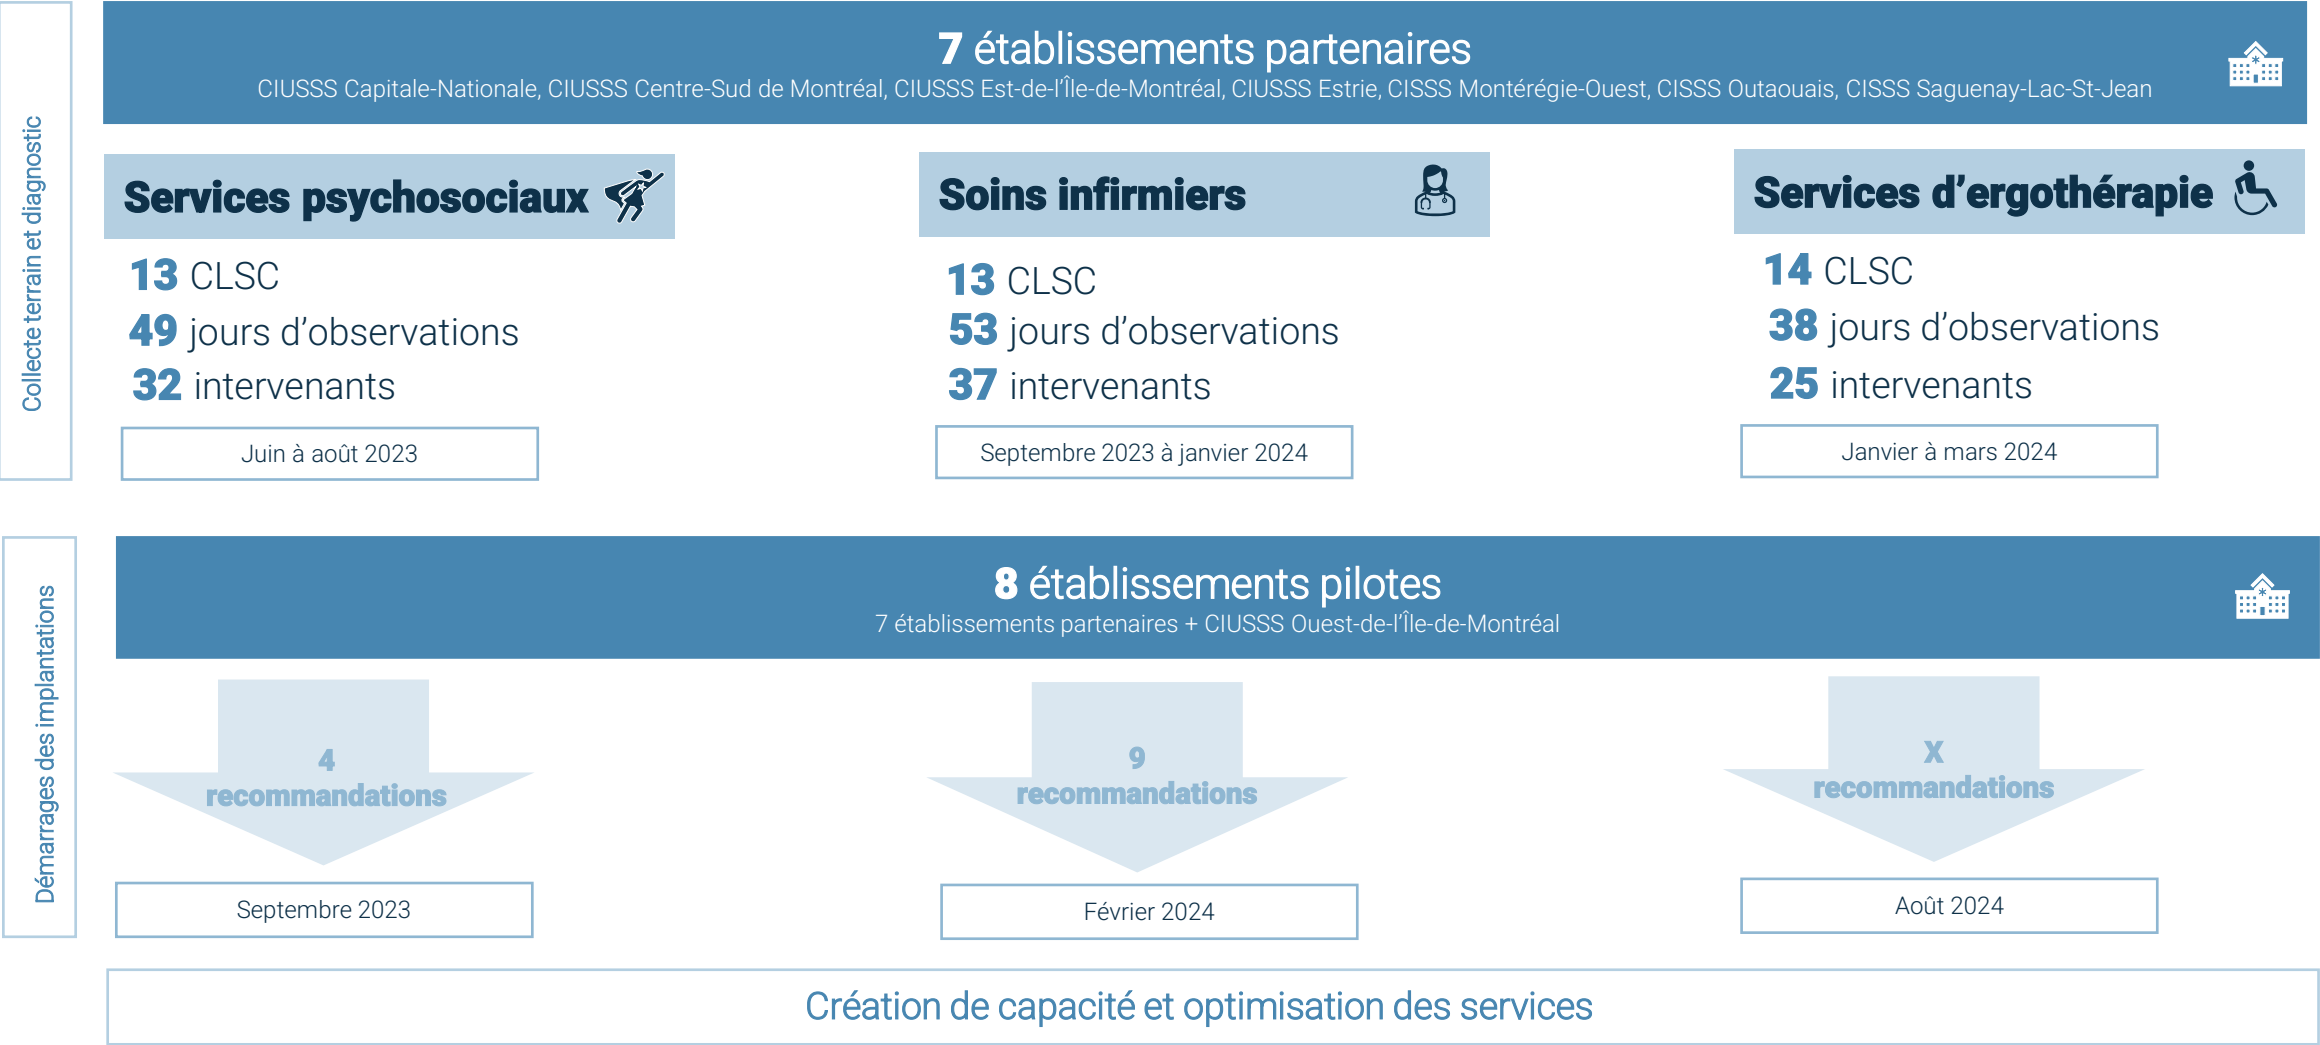 Collecte terrain et diagnostic
7 établissements partenaires
CIUSSS Capitale-Nationale, CIUSSS Centre-Sud de Montréal, CIUSSS Est-de-l’Île-de-Montréal, CIUSSS Estrie, CISSS Montérégie-Ouest, CISSS Outaouais, CISSS Saguenay-Lac-St-Jean
Services psychosociaux
13 CLSC
49 jours d’observations
32 intervenants
Juin à août 2023
Soins infirmiers
13 CLSC
53 jours d’observations
37 intervenants
Septembre 2023 à janvier 2024
Services d’ergothérapie
14 CLSC
38 jours d’observations
25 intervenants
Janvier à mars 2024
Démarrages des implantations
8 établissements pilotes
7 établissements partenaires + CIUSSS Ouest-de-l’Île-de-Montréal
4
recommandations
Septembre 2023
9
recommandations
Février 2024
X
recommandations
Août 2024
Création de capacité et optimisation des services